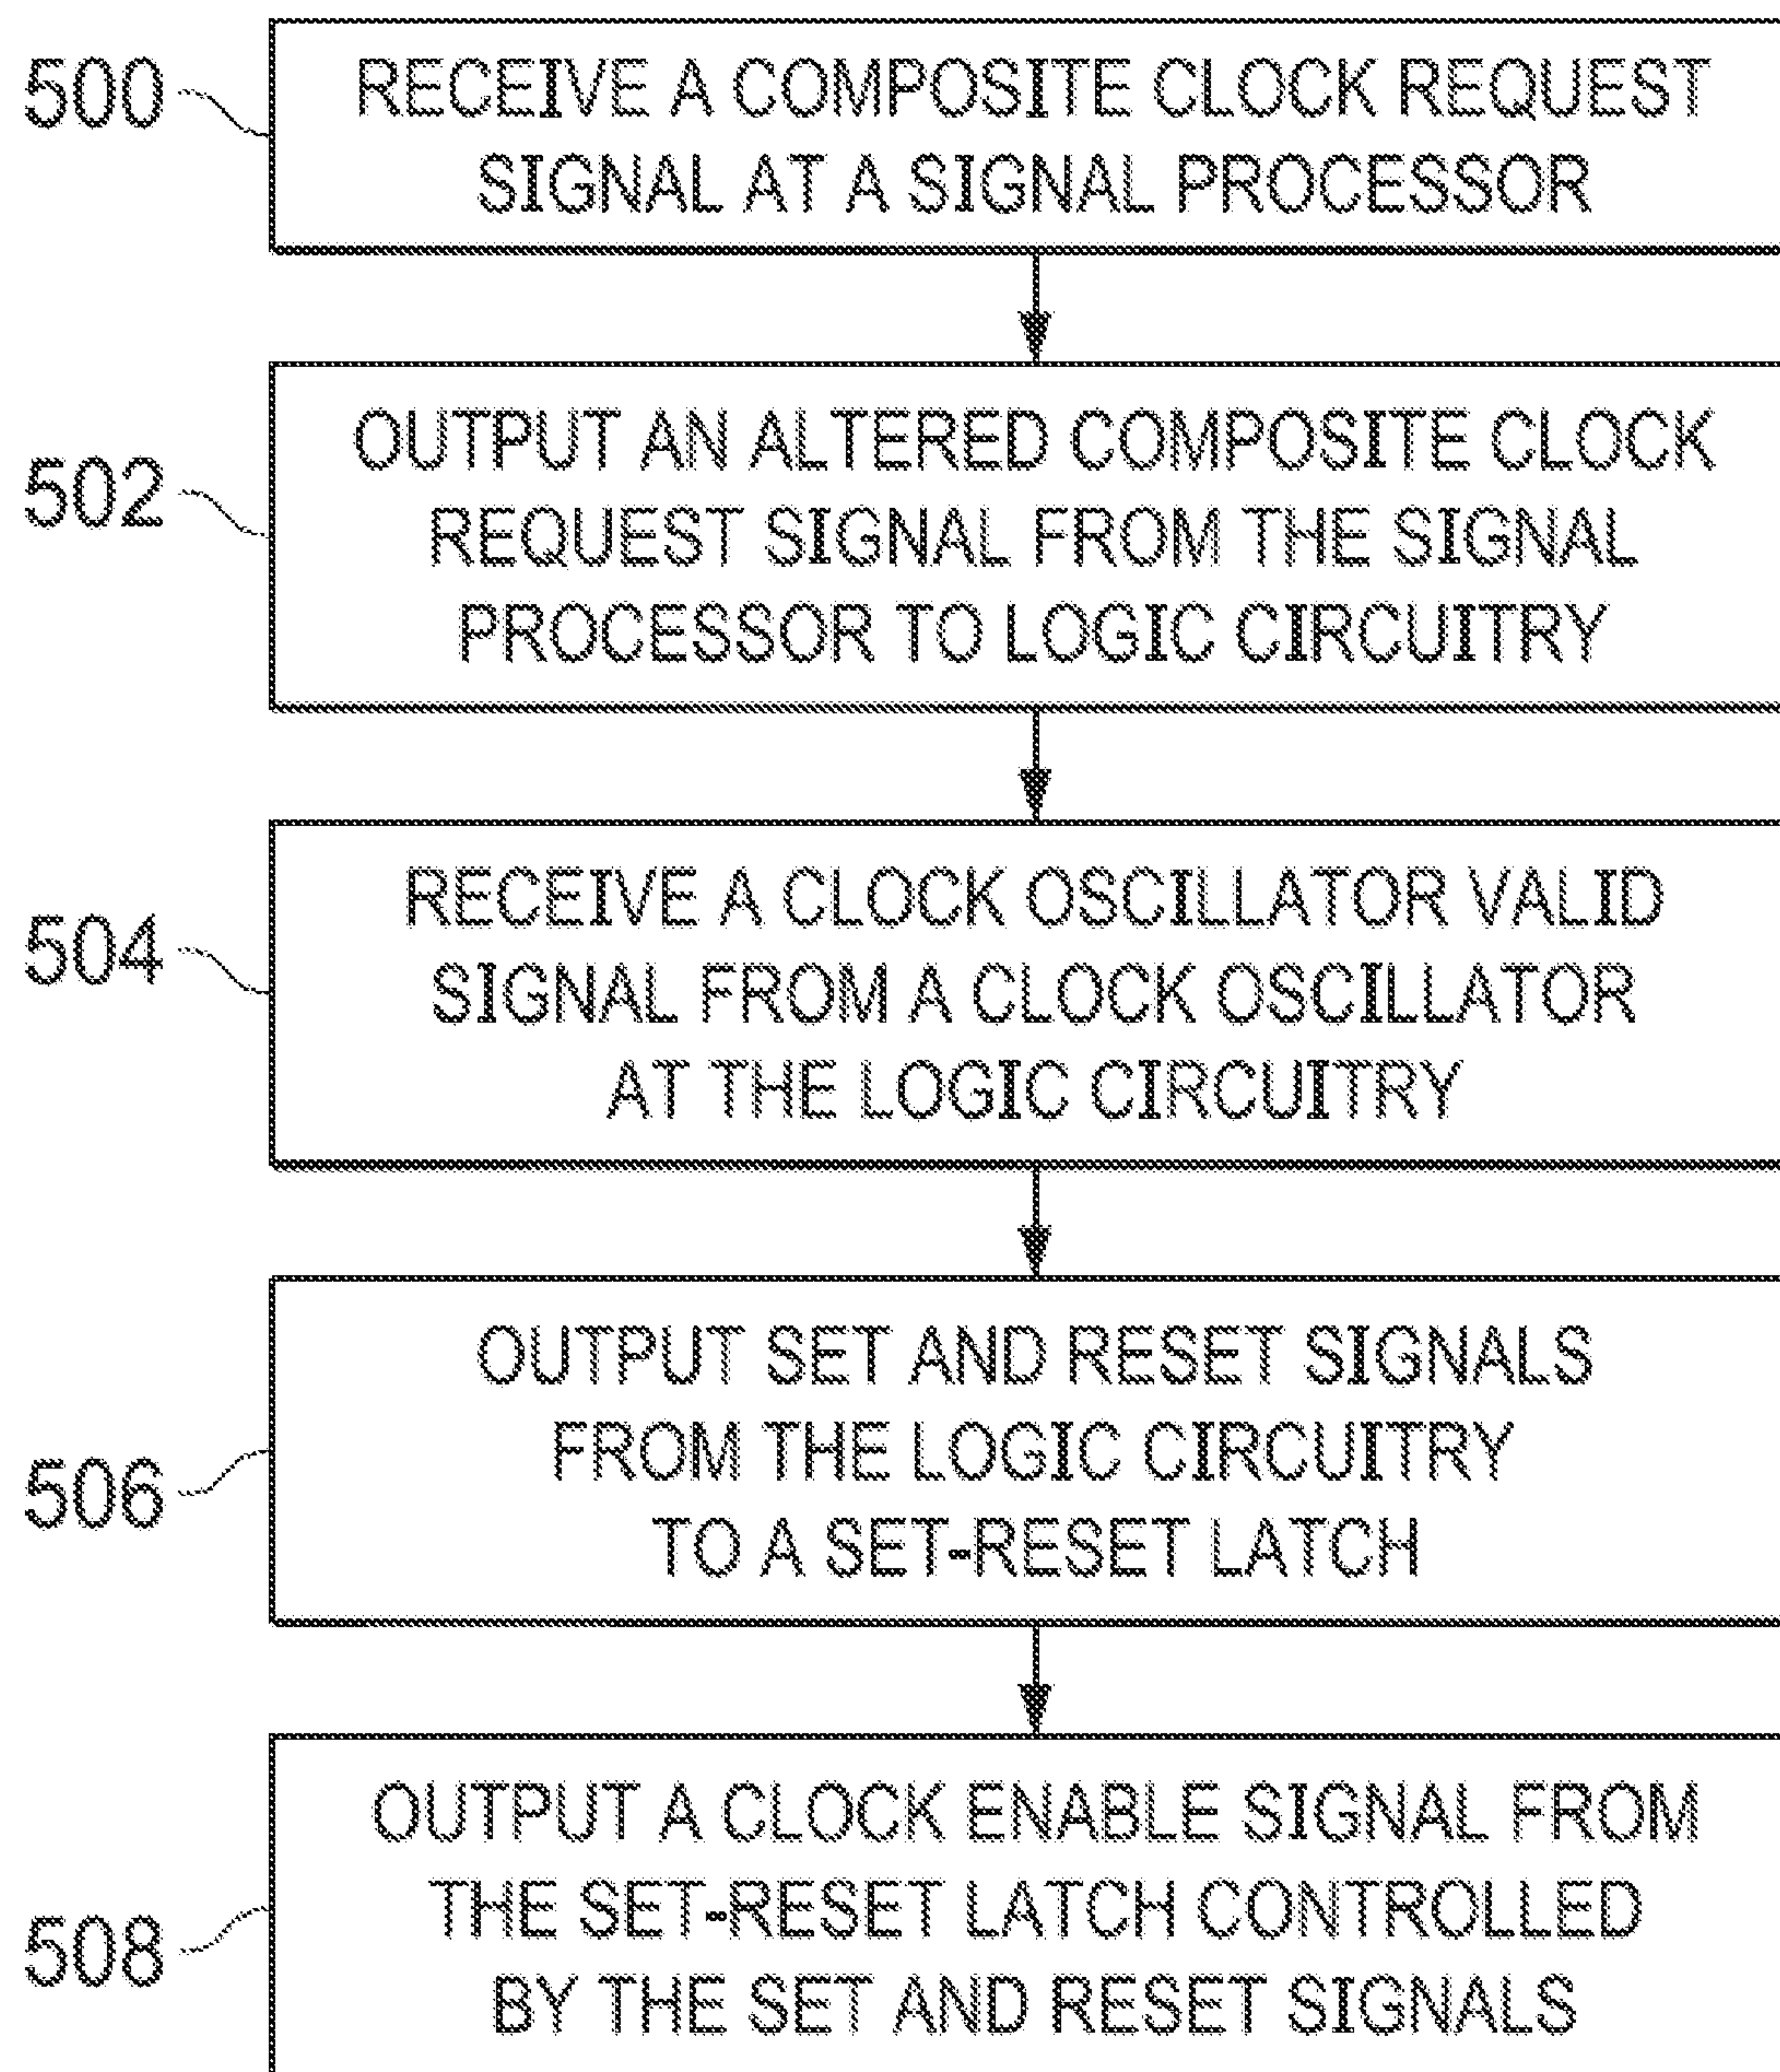 500
RECEIVE A COMPOSITE CLOCK REQUEST
SIGNAL AT A SIGNAL PROCESSOR
502
OUTPUT AN ALTERED COMPOSITE CLOCK
REQUEST SIGNAL FROM THE SIGNAL
PROCESSOR TO LOGIC CIRCUITRY
504
RECEIVE A CLOCK OSCILLATOR VALID
SIGNAL FROM A CLOCK OSCILLATOR
AT THE LOGIC CIRCUITRY
506
OUTPUT SET AND RESET SIGNALS
FROM THE LOGIC CIRCUITRY
TO A SET-RESET LATCH
508
OUTPUT A CLOCK ENABLE SIGNAL FROM
THE SET-RESET LATCH CONTROLLED
BY THE SET AND RESET SIGNALS